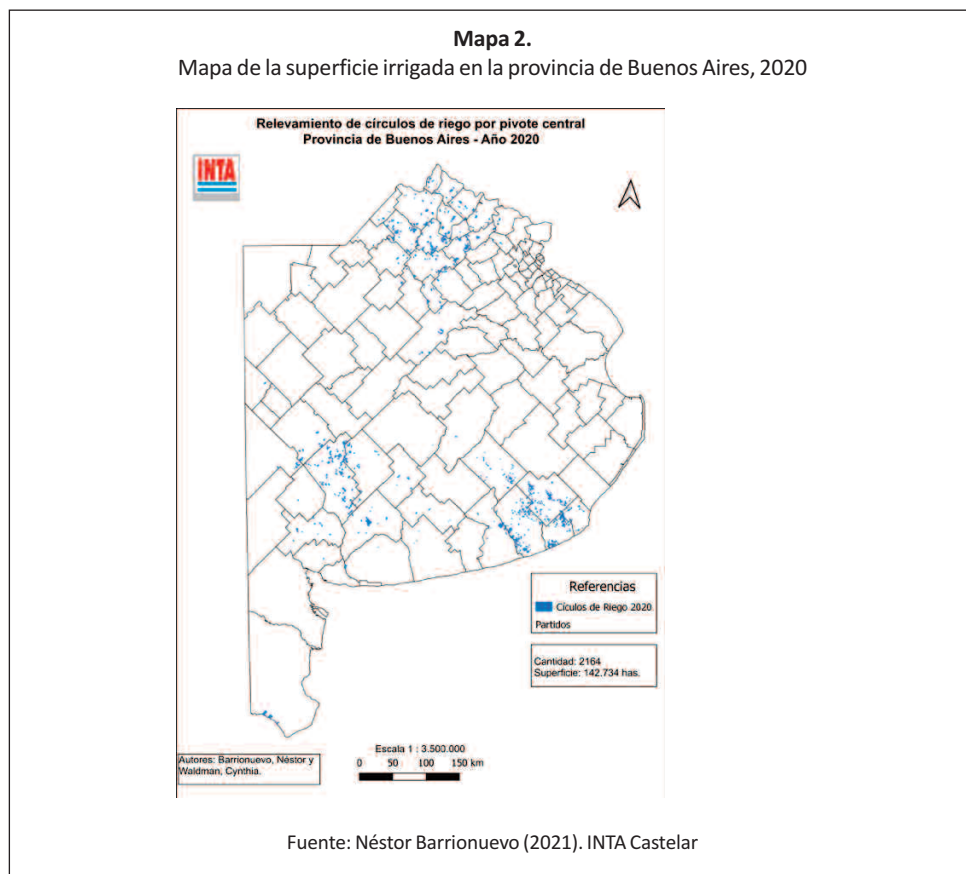 Mapa 2.
Mapa de la superficie irrigada en la provincia de Buenos Aires, 2020
Relevamiento de círculos de riego por pivote central
Provincia de Buenos Aires - Año 2020
INTA
Referencias
Cículos de Riego 2020
Partidos
Cantidad: 2164
Superficie: 142.734 has.
Autores: Barrionuevo, Néstor y
Waldman, Cynthia.
Escala 1 : 3.500.000
0 50 100 150 km
Fuente: Néstor Barrionuevo (2021). INTA Castelar